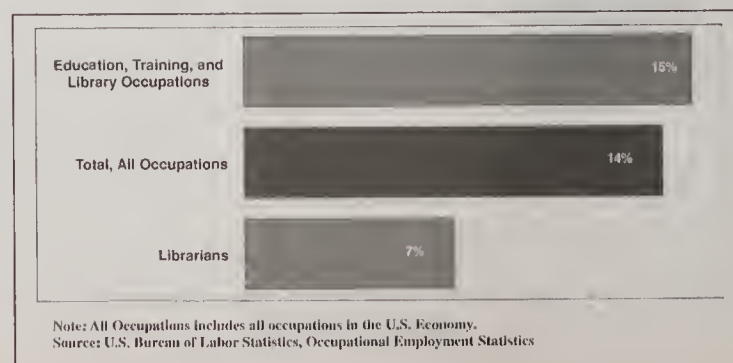 Education, Training, and
Library Occupations
15%
Total, All Occupations
14%
Librarians
7%
Note: All Occupations includes all occupations in the U.S. Economy.
Source: U.S. Bureau of Labor Statistics, Occupational Employment Statistics